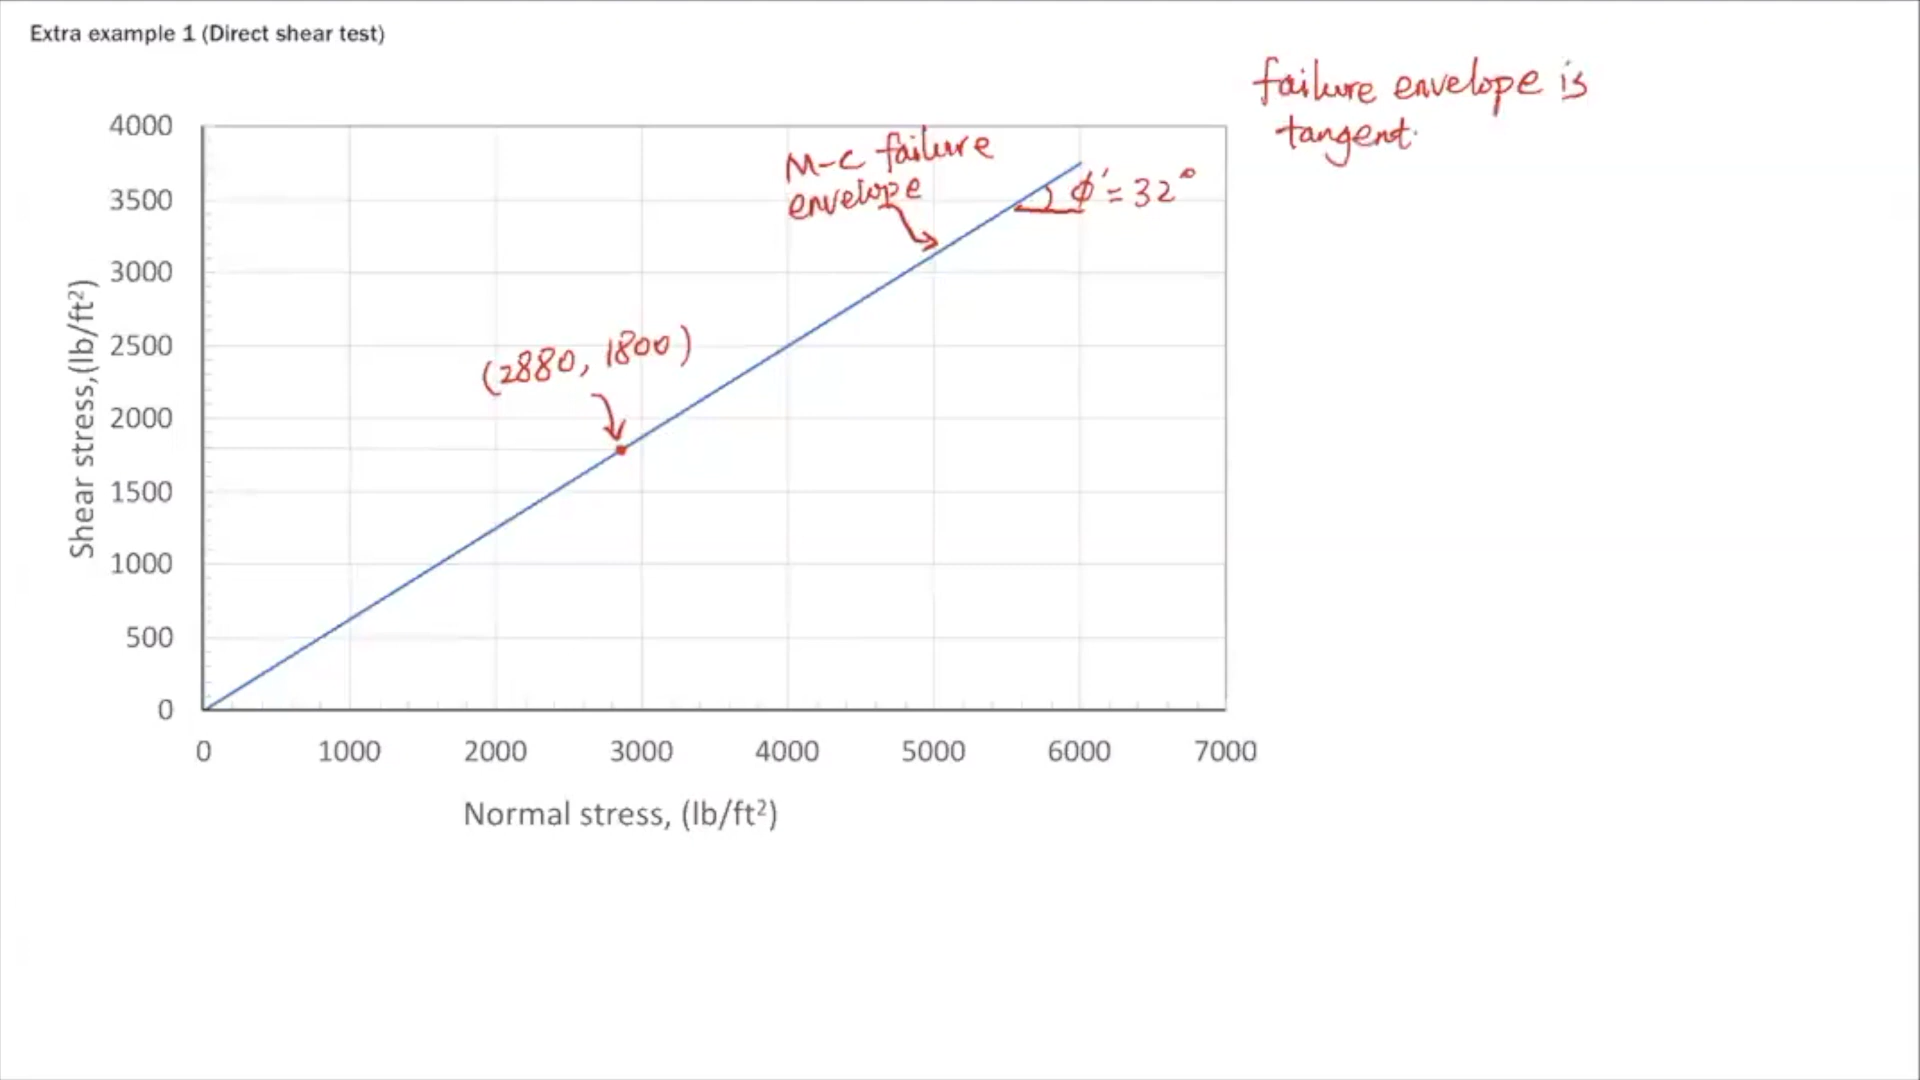 Extra example 1 (Direct shear test)
failure envelope is
tangent.
M-C failure
envelope
ϕ' = 32°
(2880, 1800)
Shear stress,(lb/ft²)
4000
3500
3000
2500
2000
1500
1000
500
0
0 1000 2000 3000 4000 5000 6000 7000
Normal stress, (lb/ft²)